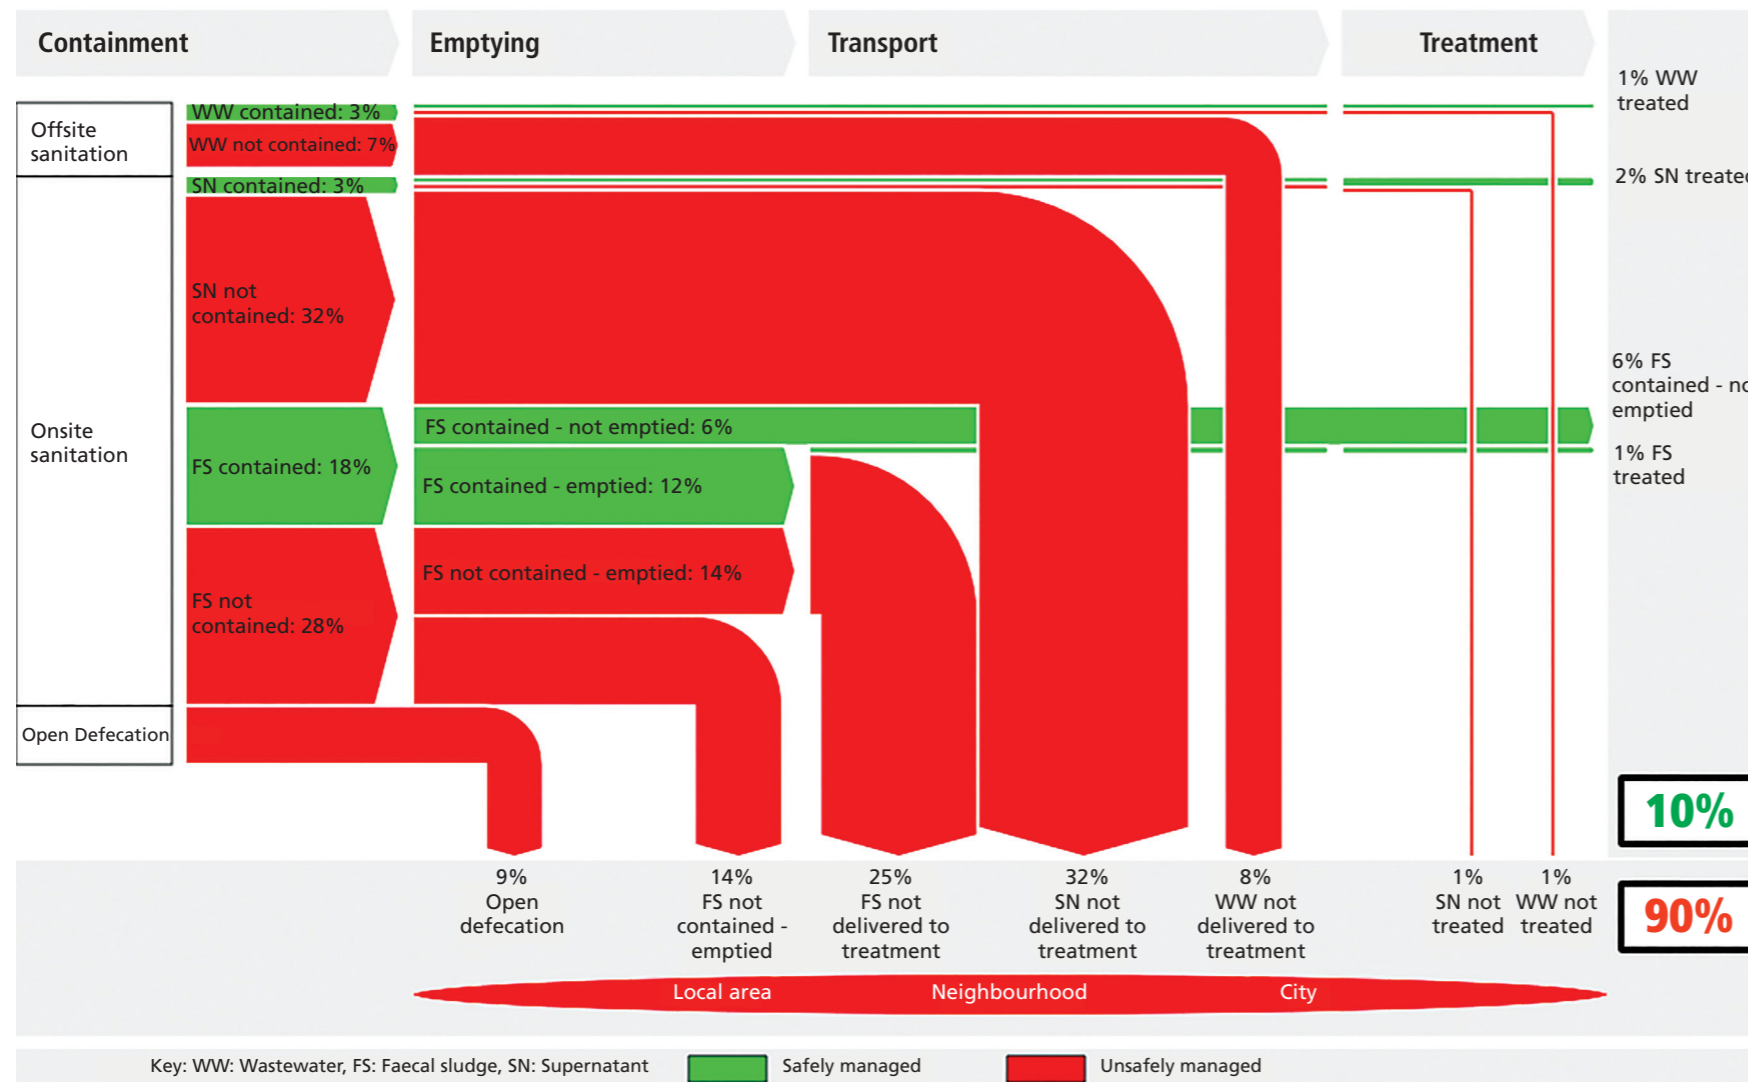 Containment
Emptying
Transport
Treatment
Offsite
sanitation
WW contained: 3%
WW not contained: 7%
1% WW
treated
Onsite
sanitation
SN contained: 3%
2% SN treated
SN not
contained: 32%
FS contained: 18%
FS contained - not emptied: 6%
6% FS
contained - no
emptied
FS contained - emptied: 12%
1% FS
treated
FS not
contained: 28%
FS not contained - emptied: 14%
Open Defecation
10%
9%
Open
defecation
14%
FS not
contained -
emptied
25%
FS not
delivered to
treatment
32%
SN not
delivered to
treatment
8%
WW not
delivered to
treatment
1%
SN not
treated
1%
WW not
treated
90%
Local area
Neighbourhood
City
Key: WW: Wastewater, FS: Faecal sludge, SN: Supernatant
Safely managed
Unsafely managed